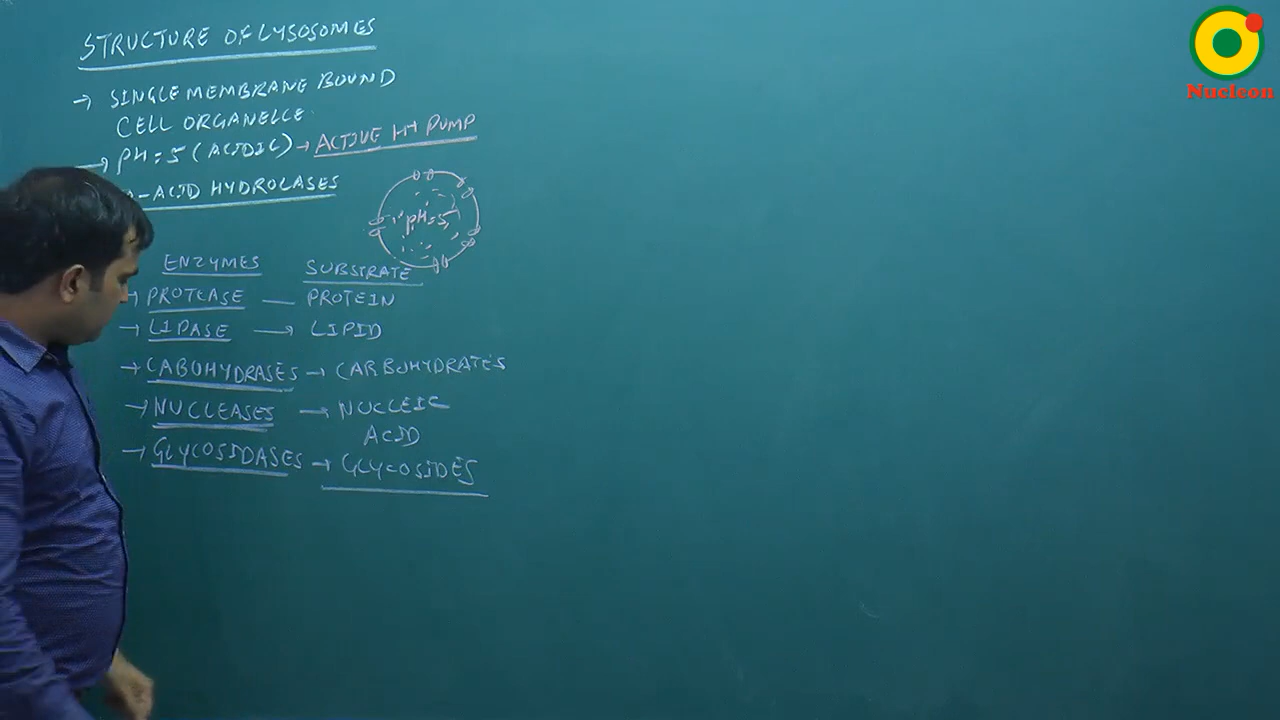 STRUCTURE OF LYSOSOMES
→ SINGLE MEMBRANE BOUND
CELL ORGANELLE.
→ PH = 5 (ACIDIC) → ACTIVE H+ PUMP
ACID HYDROLASES
PH = 5
ENZYMES SUBSTRATE
→ PROTEASE — PROTEIN
→ LIPASE → LIPID
→ CABOHYDRASES → CARBOHYDRATES
→ NUCLEASES → NUCLEIC
ACID
→ GLYCOSIDASES → GLYCOSIDES
Nucleon